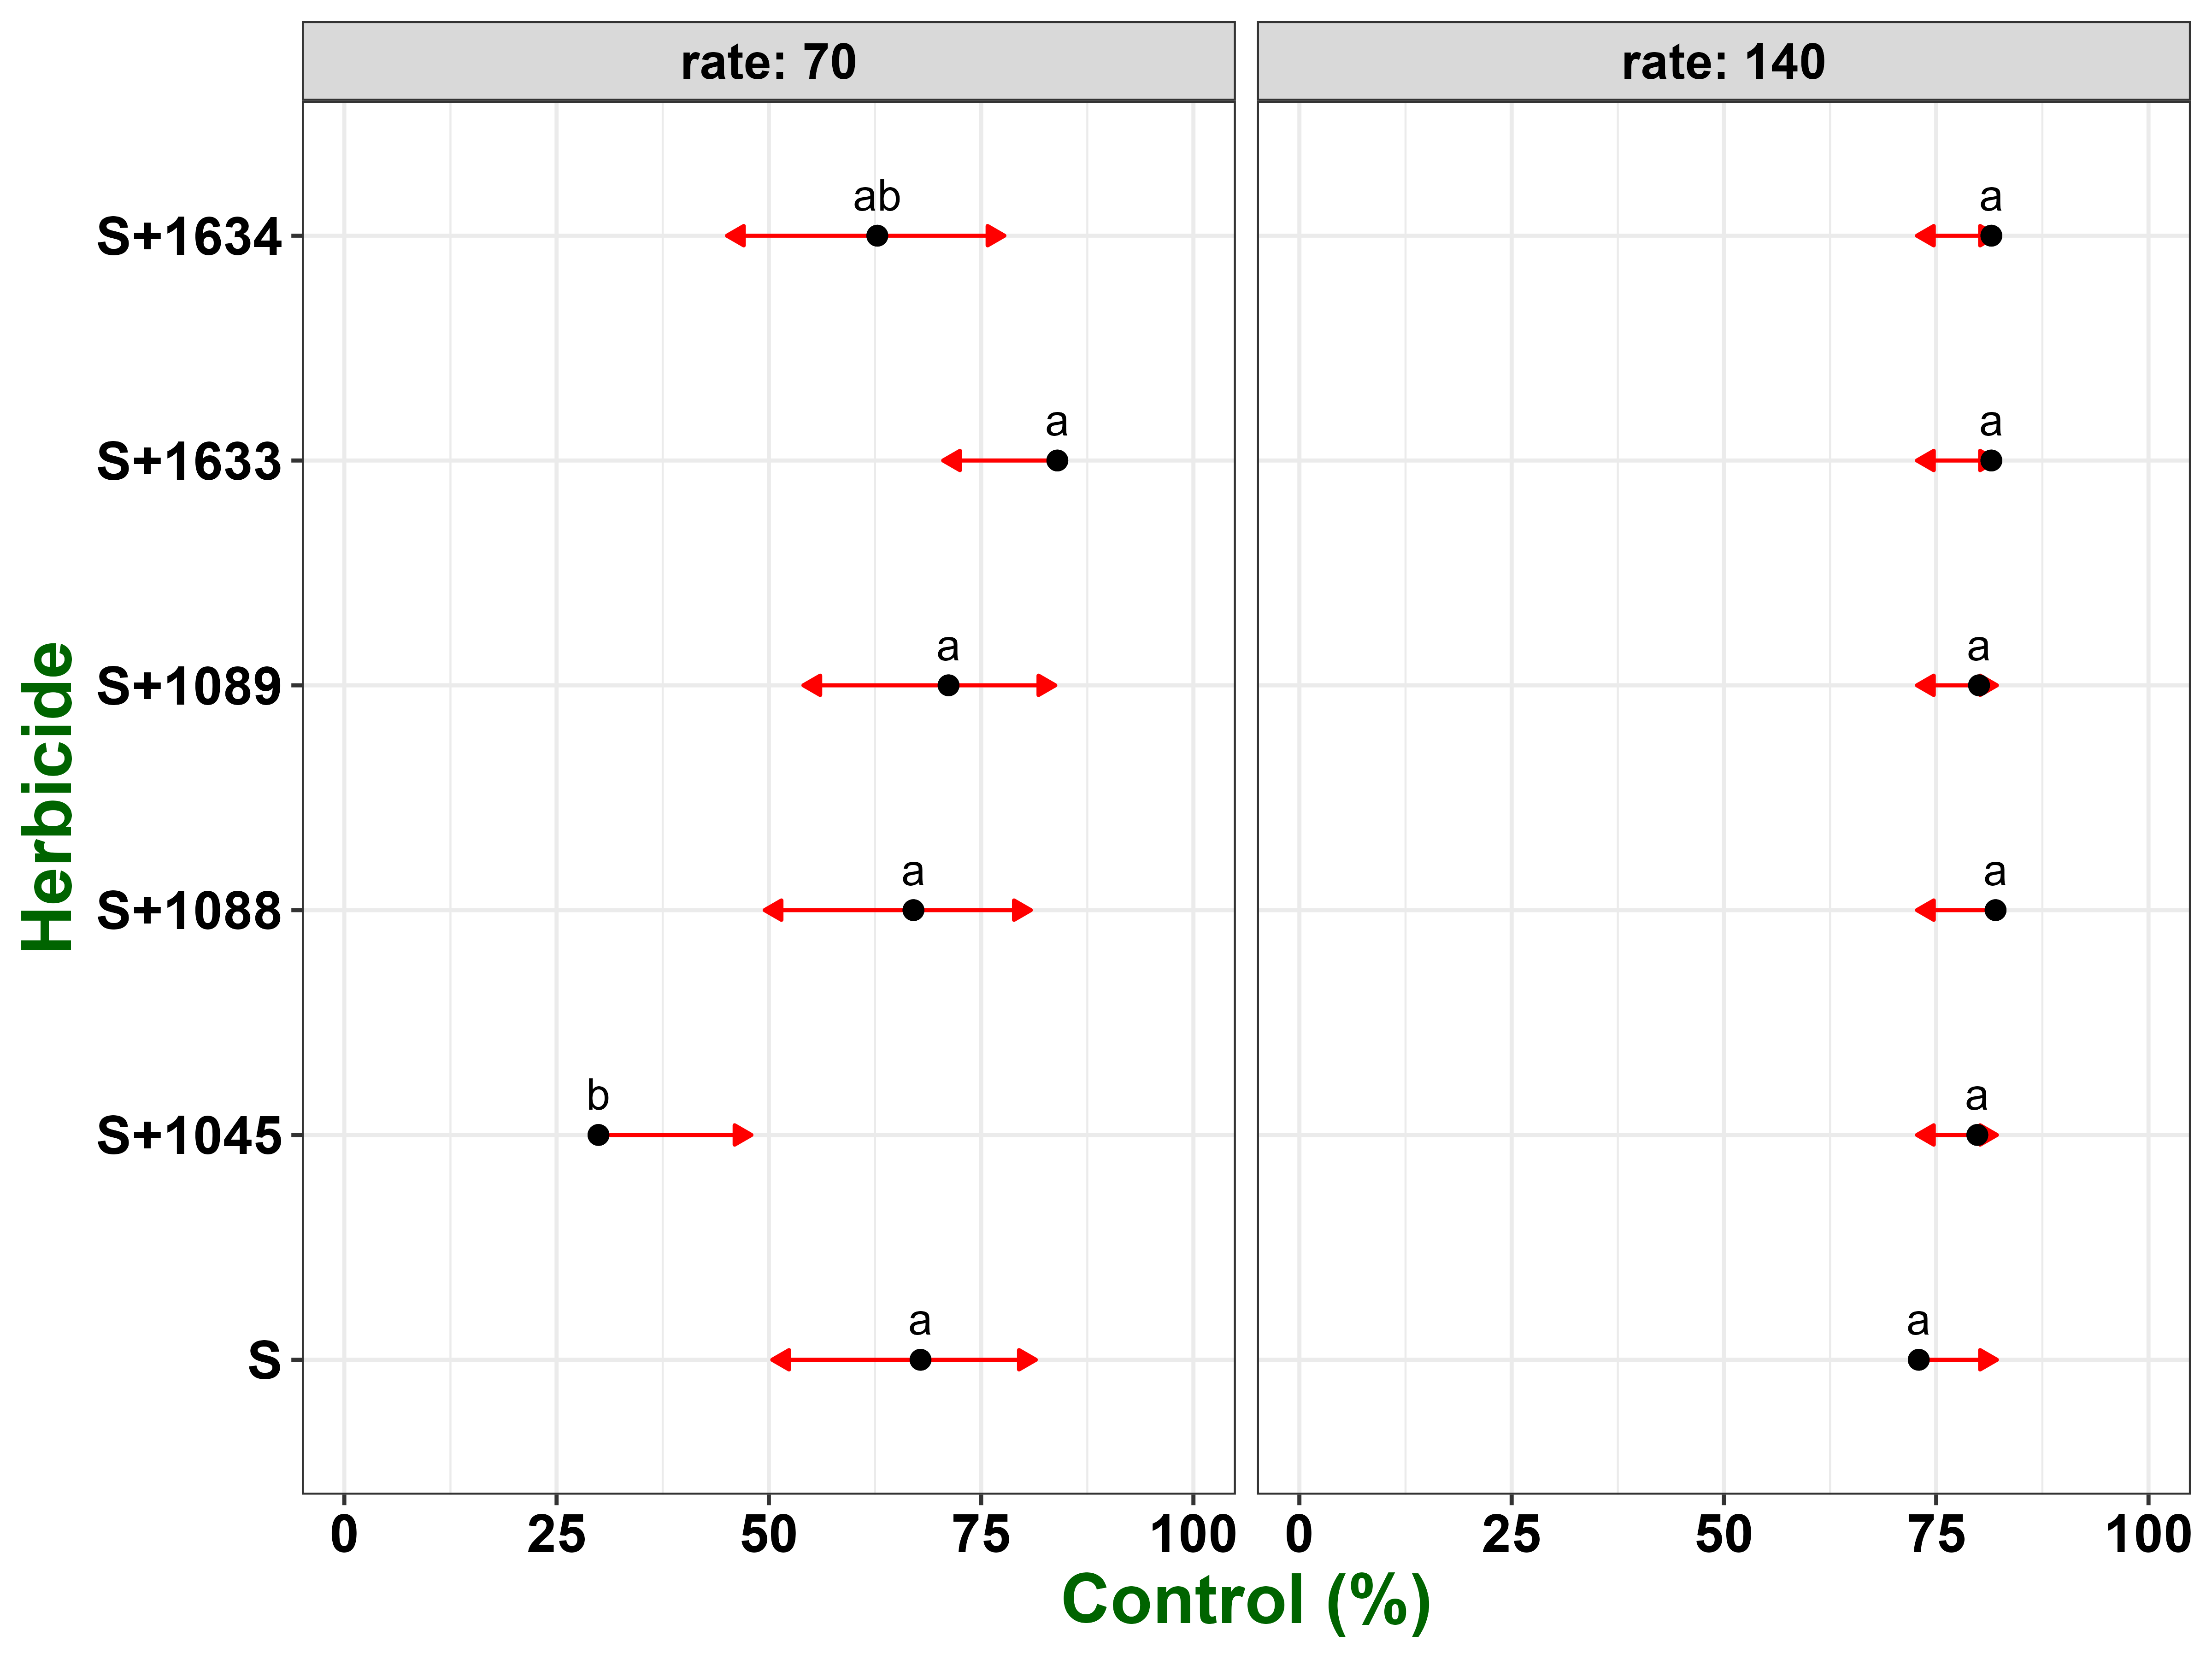 rate: 70
rate: 140
Herbicide
S+1634
ab
a
S+1633
a
a
S+1089
a
a
S+1088
a
a
S+1045
b
a
S
a
a
0 25 50 75 100
0 25 50 75 100
Control (%)